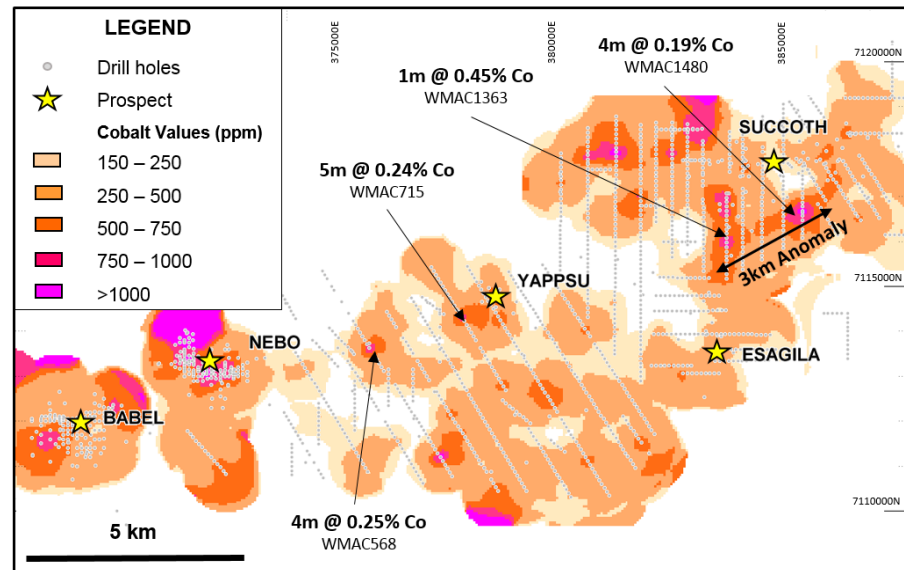 LEGEND
Drill holes
Prospect
Cobalt Values (ppm)
150 – 250
250 – 500
500 – 750
750 – 1000
>1000
375000E
380000E
385000E
7120000N
7115000N
7110000N
4m @ 0.19% Co
WMAC1480
1m @ 0.45% Co
WMAC1363
SUCCOTH
5m @ 0.24% Co
WMAC715
3km Anomaly
YAPPSU
NEBO
ESAGILA
BABEL
4m @ 0.25% Co
WMAC568
5 km